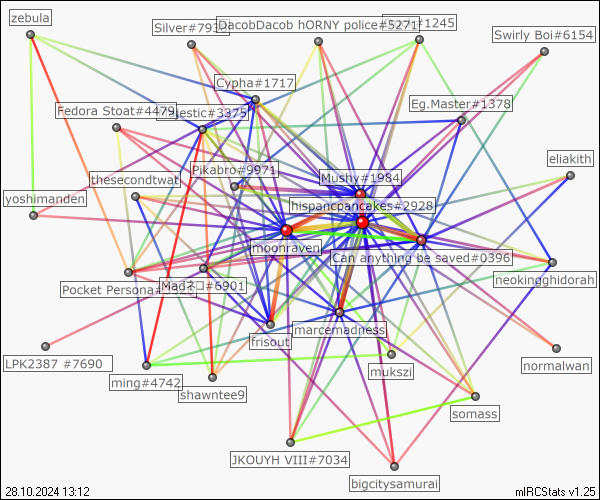 zebula
Silver#793
DacobDacob hORNY police#5271
#1245
Swirly Boi#6154
Cypha#1717
Eg.Master#1378
Fedora Stoat#4479
jestic#3375
Pikabro#9971
eliakith
thesecondtwat
Mushy#1984
yoshimanden
hispancpancakes#2928
moonraven
Can anything be saved#0396
Pocket Persona#
Magネロ#6901
neokingghidorah
frisout
marcemadness
LPK2387 #7690
ming#4742
mukszi
normalwan
shawntee9
somass
JKOUYH VIII#7034
bigcitysamurai
28.10.2024 13:12
mIRCStats v1.25